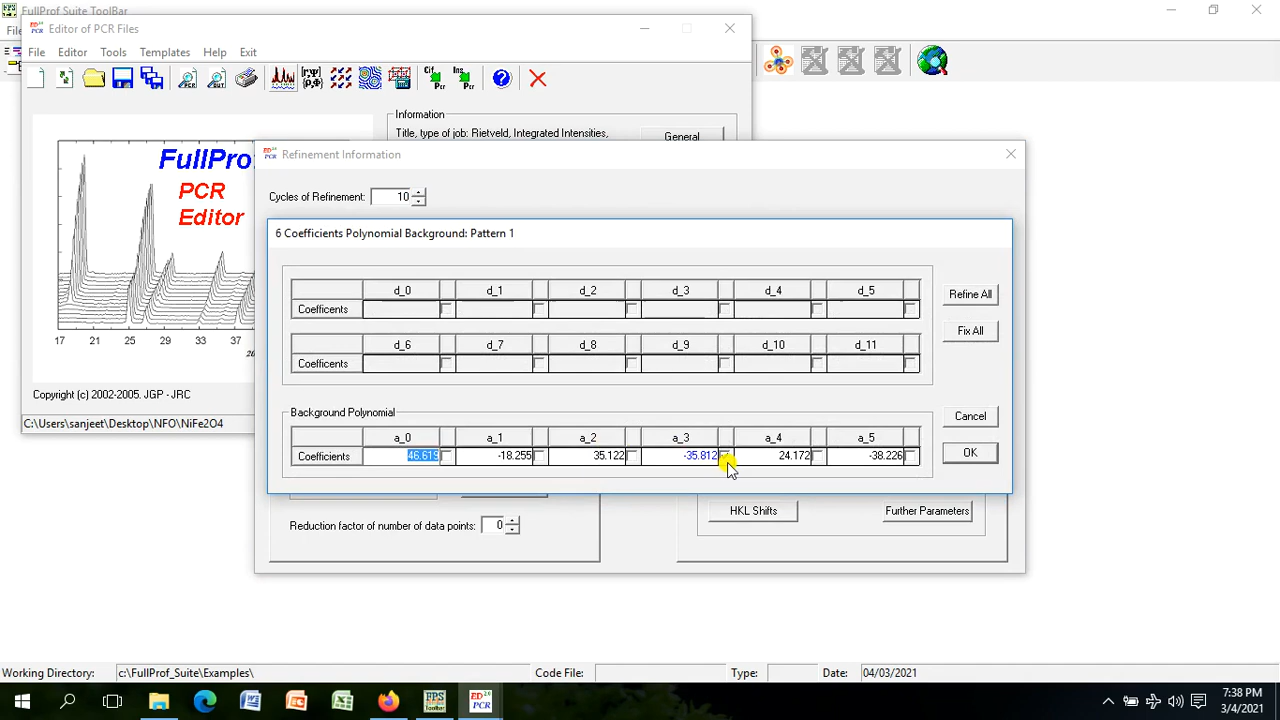 FullProf Suite ToolBar
Fil
Editor of PCR Files
File Editor Tools Templates Help Exit
Information
Title, type of job: Rietveld, Integrated Intensities,
General
FullProf
PCR
Editor
17 21 25 29 33 37
Copyright (c) 2002-2005. JGP - JRC
C:\Users\sanjeet\Desktop\NFO\NiFe2O4
Refinement Information
Cycles of Refinement: 10
6 Coefficients Polynomial Background: Pattern 1
d_0 d_1 d_2 d_3 d_4 d_5
Coefficients
d_6 d_7 d_8 d_9 d_10 d_11
Coefficients
Refine All
Fix All
Background Polynomial
a_0 a_1 a_2 a_3 a_4 a_5
Coefficients 46.619 -18.255 35.122 -35.812 24.172 -38.226
Cancel
OK
Reduction factor of number of data points: 0
HKL Shifts
Further Parameters
Working Directory: c:\FullProf_Suite\Examples\ Code File: Type: Date: 04/03/2021
7:38 PM
3/4/2021